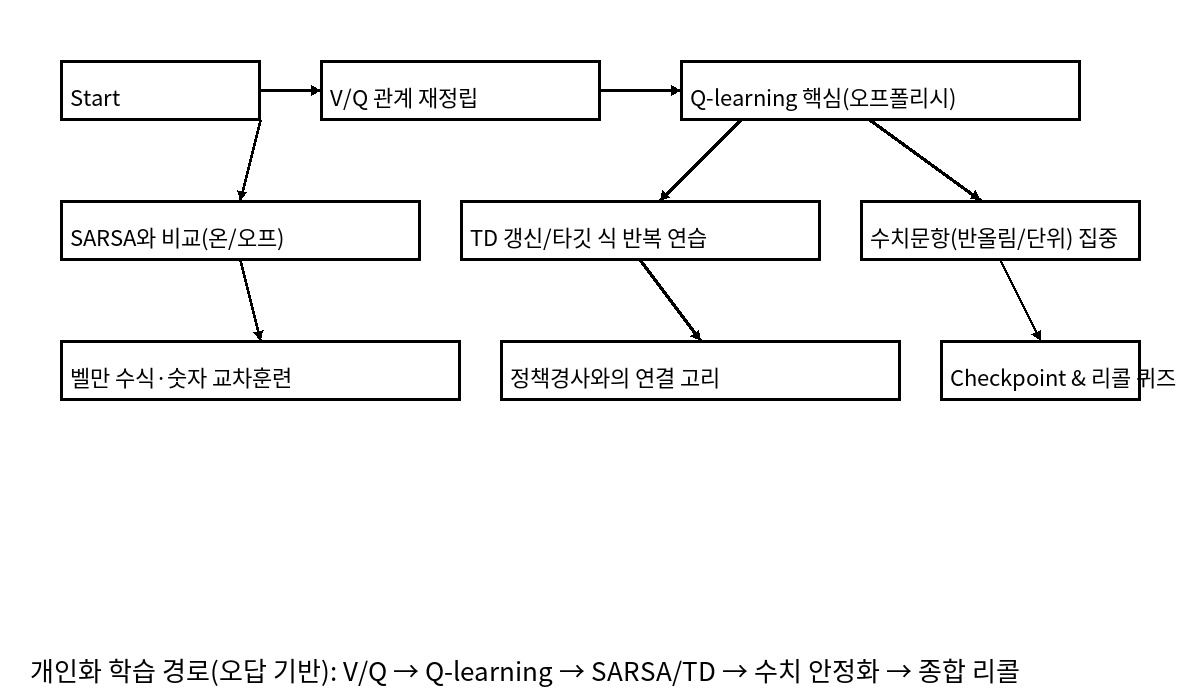 Start
V/Q 관계 재정립
Q-learning 핵심(오프폴리시)
SARSA와 비교(온/오프)
TD 갱신/타깃 식 반복 연습
수치문항(반올림/단위) 집중
벨만 수식·숫자 교차훈련
정책경사와의 연결 고리
Checkpoint & 리콜 퀴즈
개인화 학습 경로(오답 기반): V/Q → Q-learning → SARSA/TD → 수치 안정화 → 종합 리콜